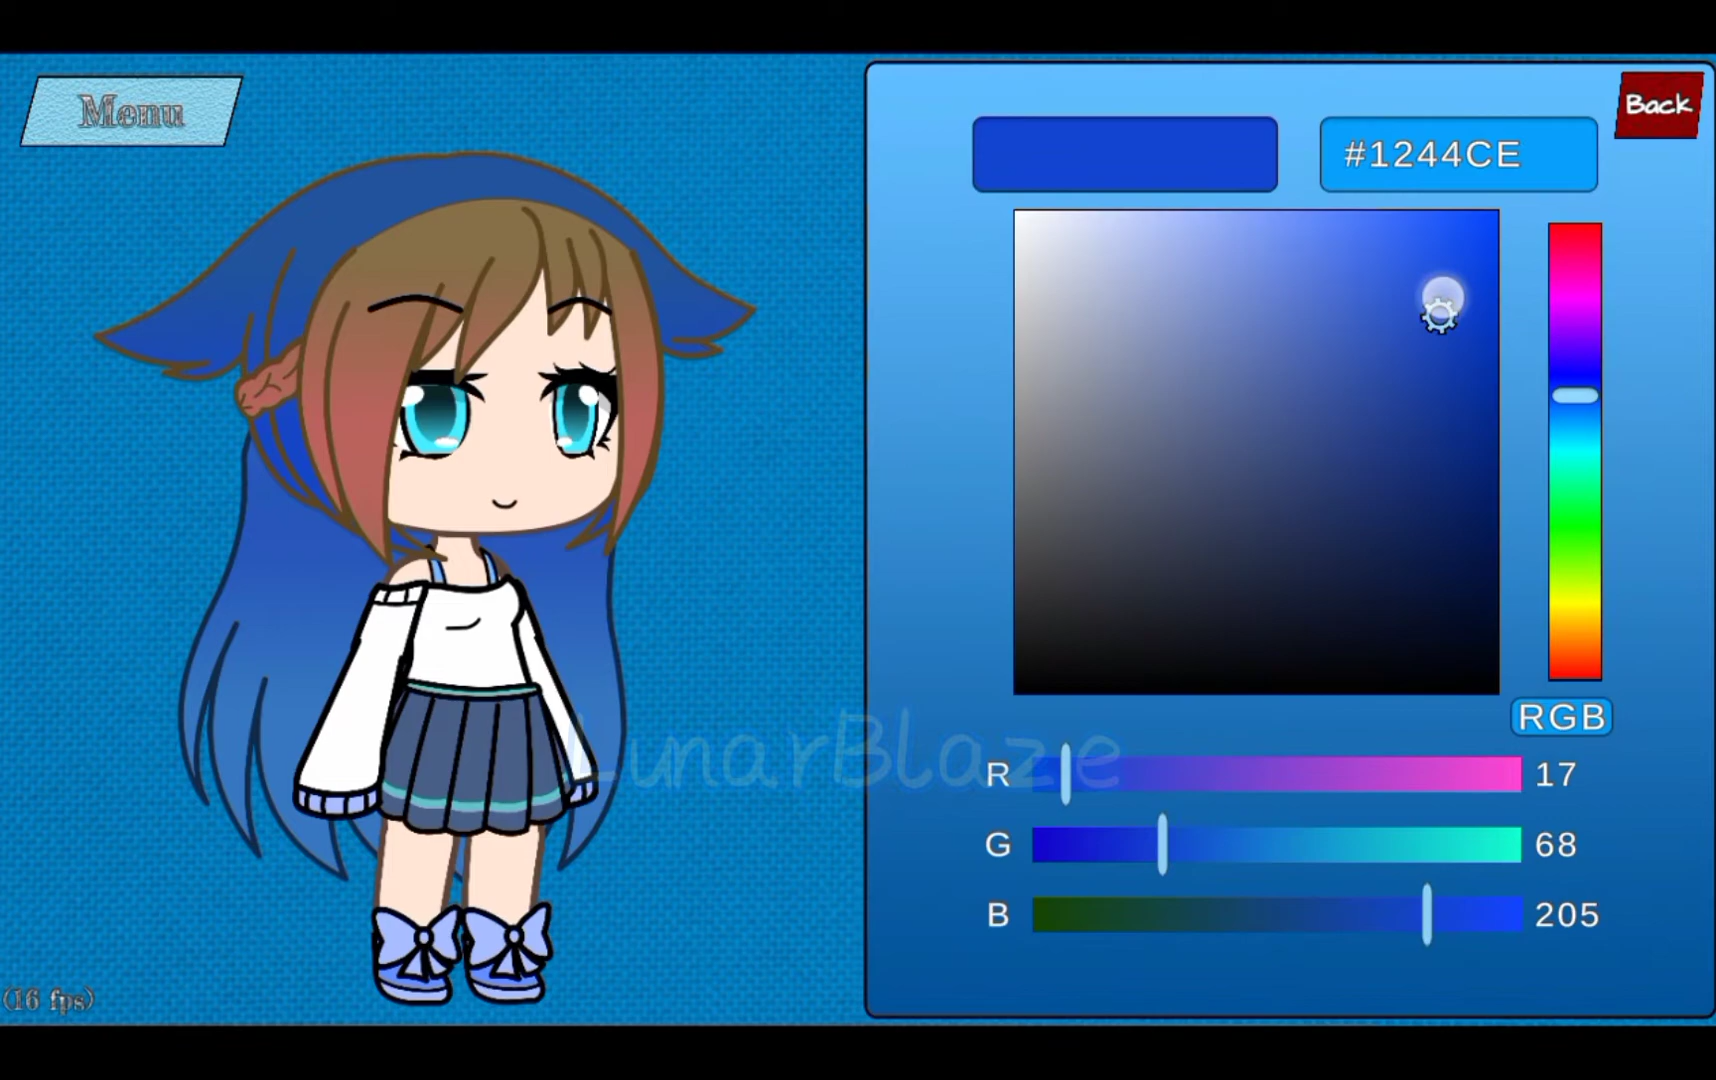 Menu
Back
#1244CE
RGB
LunarBlaze
R 17
G 68
B 205
(16 fps)